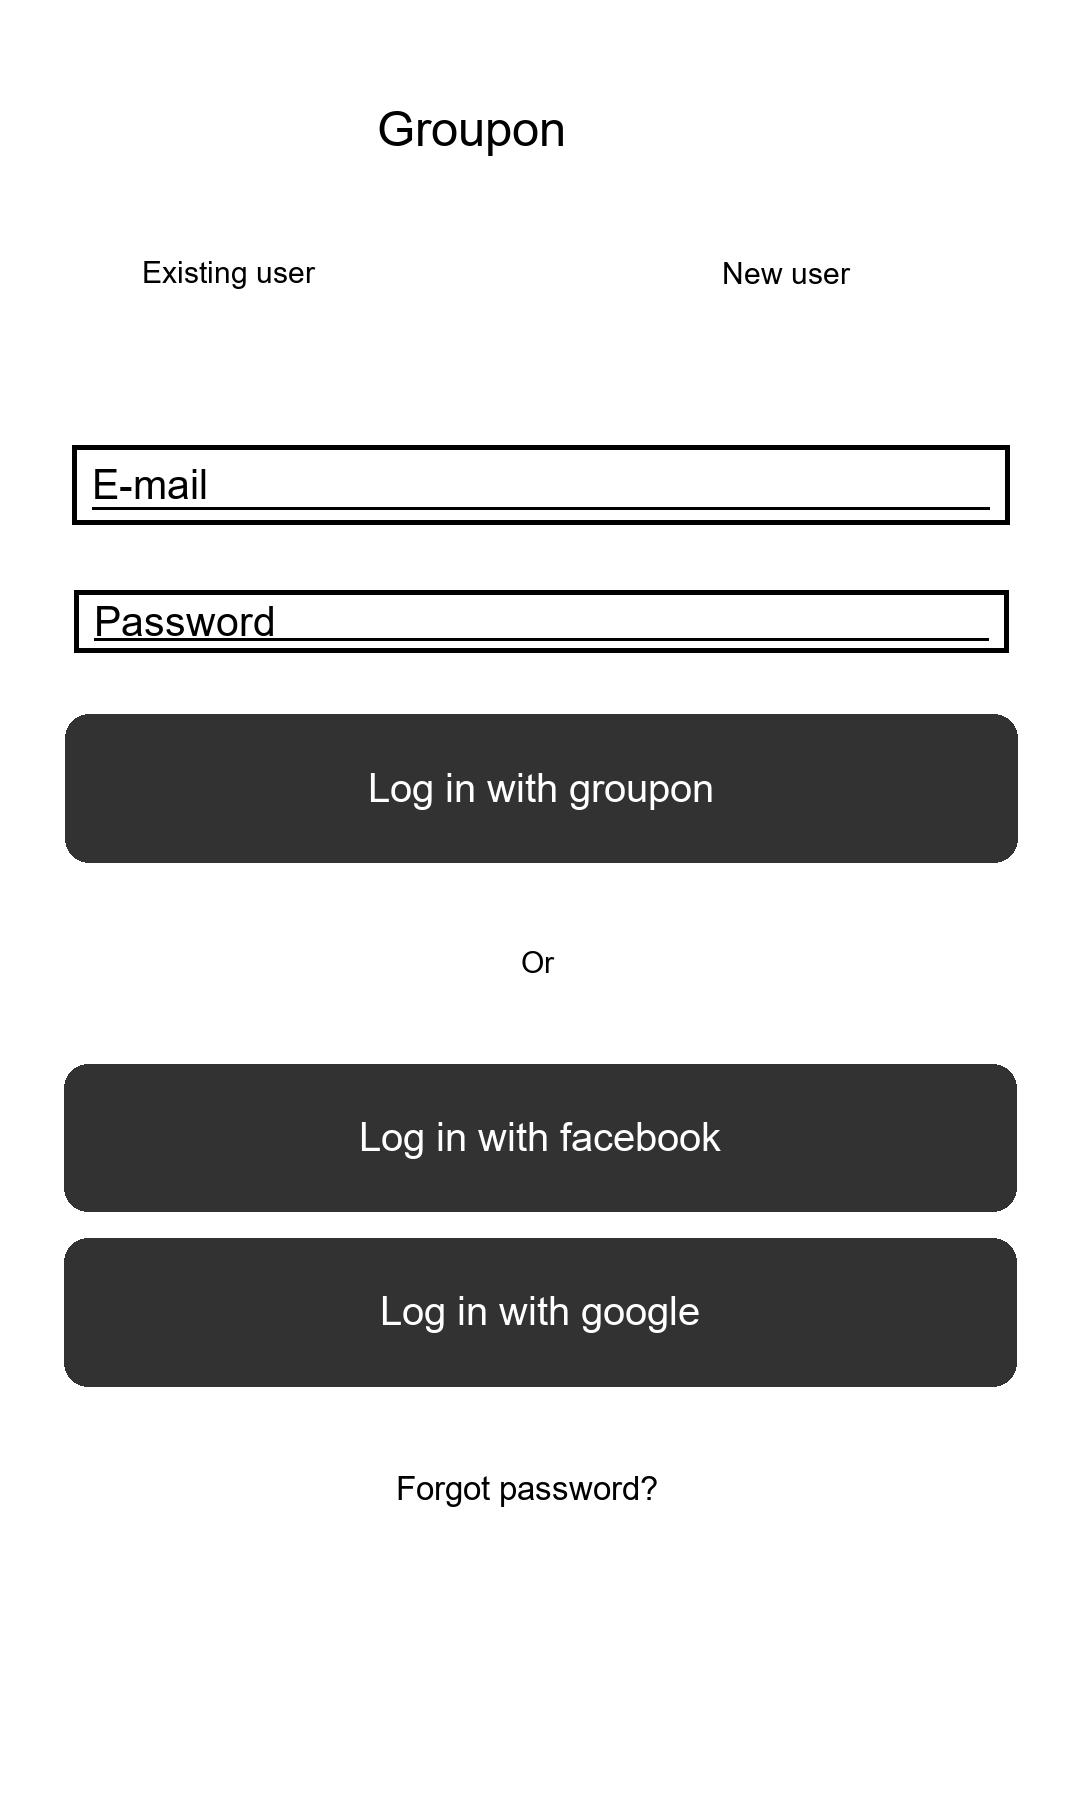 Groupon
Existing user
New user
E-mail
Password
Log in with groupon
Or
Log in with facebook
Log in with google
Forgot password?